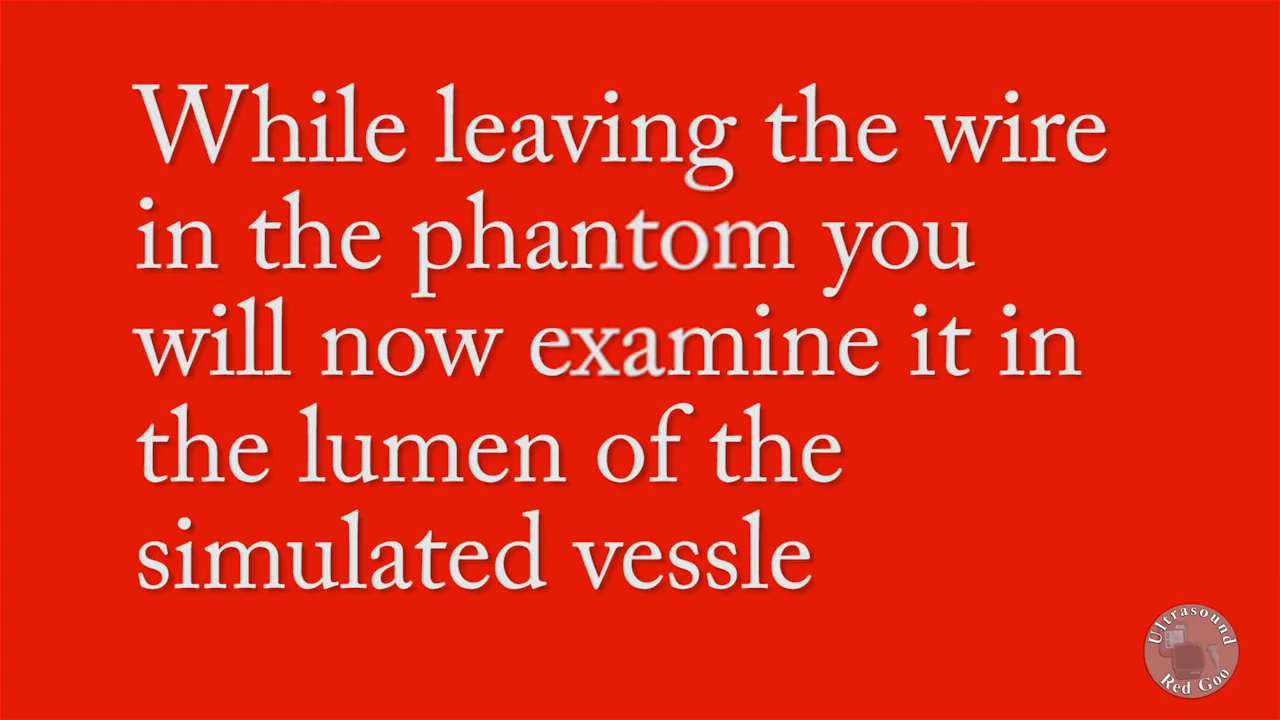 While leaving the wire
in the phantom you
will now examine it in
the lumen of the
simulated vessle
Ultrasound
Red Goo